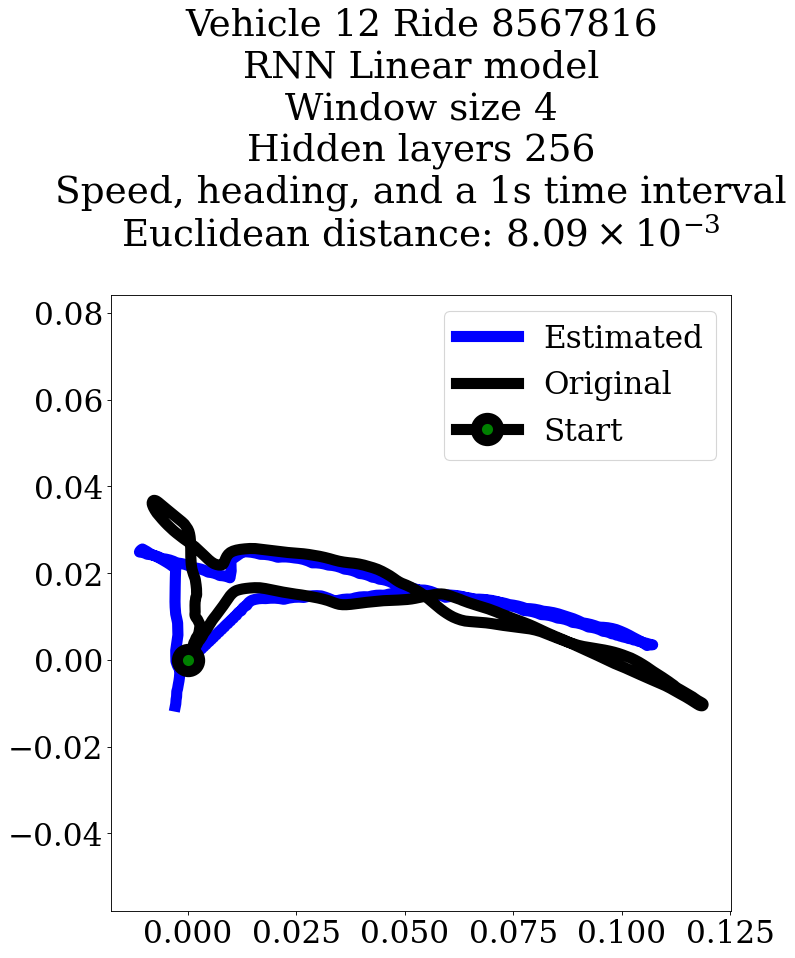 Vehicle 12 Ride 8567816
RNN Linear model
Window size 4
Hidden layers 256
Speed, heading, and a 1s time interval
Euclidean distance: 8.09 × 10⁻³
Estimated
Original
Start
0.08
0.06
0.04
0.02
0.00
−0.02
−0.04
0.000 0.025 0.050 0.075 0.100 0.125